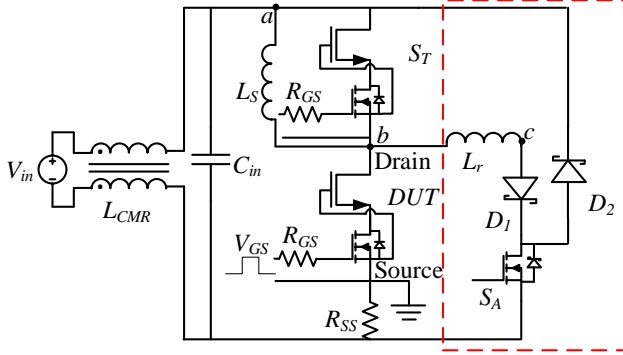 a
S_T
L_S
R_GS
b
c
Drain
L_r
V_in
C_in
DUT
D_1
D_2
L_CMR
V_GS
R_GS
Source
S_A
R_SS